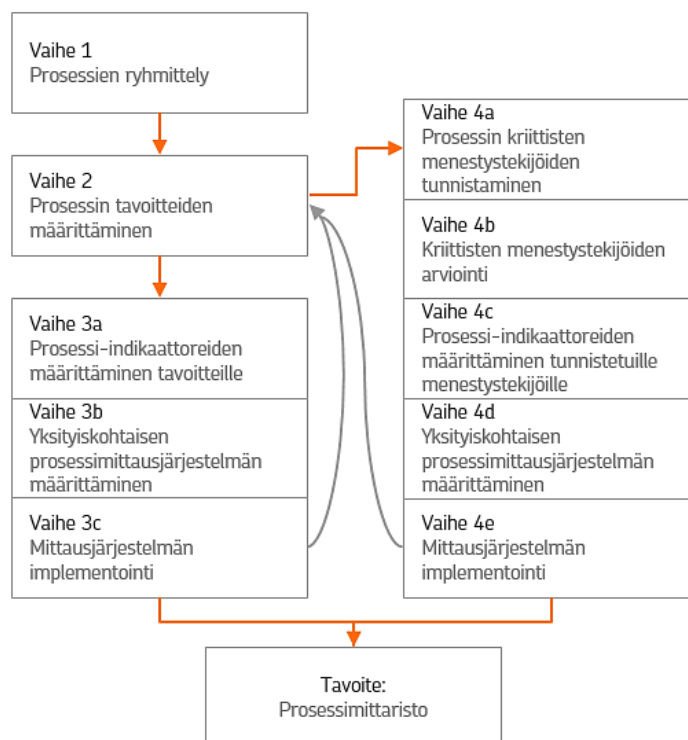 Vaihe 1
Prosessien ryhmittely
Vaihe 2
Prosessin tavoitteiden
määrittäminen
Vaihe 3a
Prosessi-indikaattoreiden
määrittäminen tavoitteille
Vaihe 3b
Yksityiskohtaisen
prosessimittausjärjestelmän
määrittäminen
Vaihe 3c
Mittausjärjestelmän
implementointi
Vaihe 4a
Prosessin kriittisten
menestystekijöiden
tunnistaminen
Vaihe 4b
Kriittisten menestystekijöiden
arviointi
Vaihe 4c
Prosessi-indikaattoreiden
määrittäminen tunnistetuille
menestystekijöille
Vaihe 4d
Yksityiskohtaisen
prosessimittausjärjestelmän
määrittäminen
Vaihe 4e
Mittausjärjestelmän
implementointi
Tavoite:
Prosessimittaristo